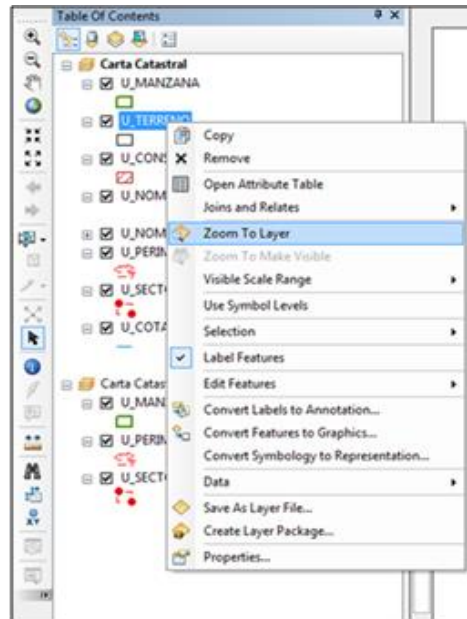 Table Of Contents
Carta Catastral
U_MANZANA
U_TERRENO
U_CONS
U_NOM
U_NOM
U_PERIN
U_SECT
U_COTA
Carta Catas
U_MAN
U_PERIN
U_SECT
Copy
Remove
Open Attribute Table
Joins and Relates
Zoom To Layer
Zoom To Make Visible
Visible Scale Range
Use Symbol Levels
Selection
Label Features
Edit Features
Convert Labels to Annotation...
Convert Features to Graphics...
Convert Symbology to Representation...
Data
Save As Layer File...
Create Layer Package...
Properties...